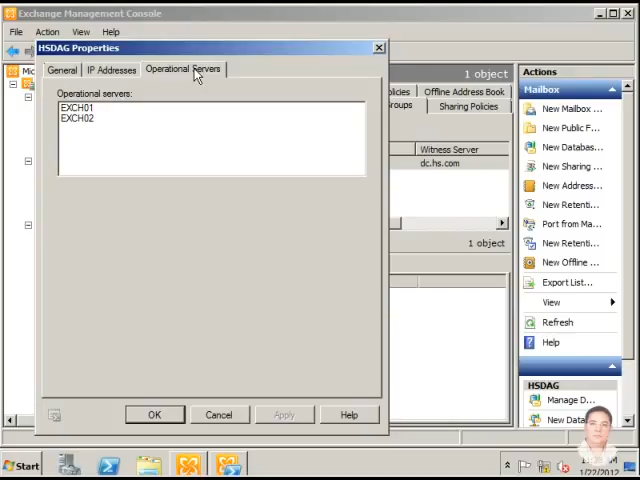 Exchange Management Console
File Action View Help
HSDAG Properties
General IP Addresses Operational Servers
Operational servers:
EXCH01
EXCH02
OK Cancel Apply Help
Mic
1 object
Offline Address Book
Sharing Policies
Witness Server
dc.hs.com
1 object
Actions
Mailbox
New Mailbox ...
New Public F...
New Databas...
New Sharing ...
New Address...
New Retenti...
Port from Ma...
New Retenti...
New Offline ...
Export List...
View
Refresh
Help
HSDAG
Manage D...
New Data
Start
1/22/2012